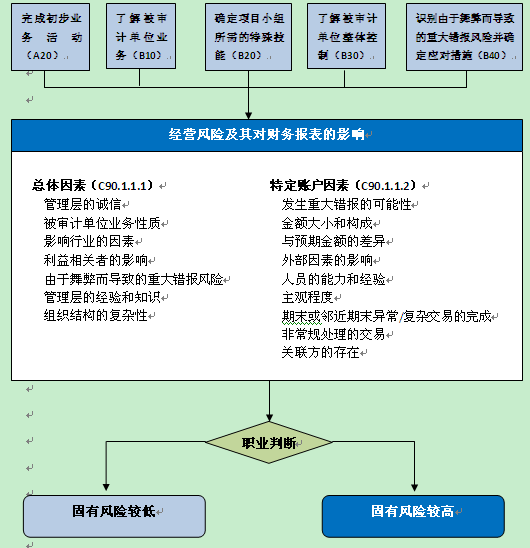 完成初步业
务活动
（A20）
了解被审
计单位业
务（B10）
确定项目小组
所需的特殊技
能（B20）
了解被审计
单位整体控
制（B30）
识别由于舞弊而导致
的重大错报风险并确
定应对措施（B40）
经营风险及其对财务报表的影响
总体因素（C90.1.1.1）
管理层的诚信
被审计单位业务性质
影响行业的因素
利益相关者的影响
由于舞弊而导致的重大错报风险
管理层的经验和知识
组织结构的复杂性
特定账户因素（C90.1.1.2）
发生重大错报的可能性
金额大小和构成
与预期金额的差异
外部因素的影响
人员的能力和经验
主观程度
期末或邻近期末异常/复杂交易的完成
非常规处理的交易
关联方的存在
职业判断
固有风险较低
固有风险较高